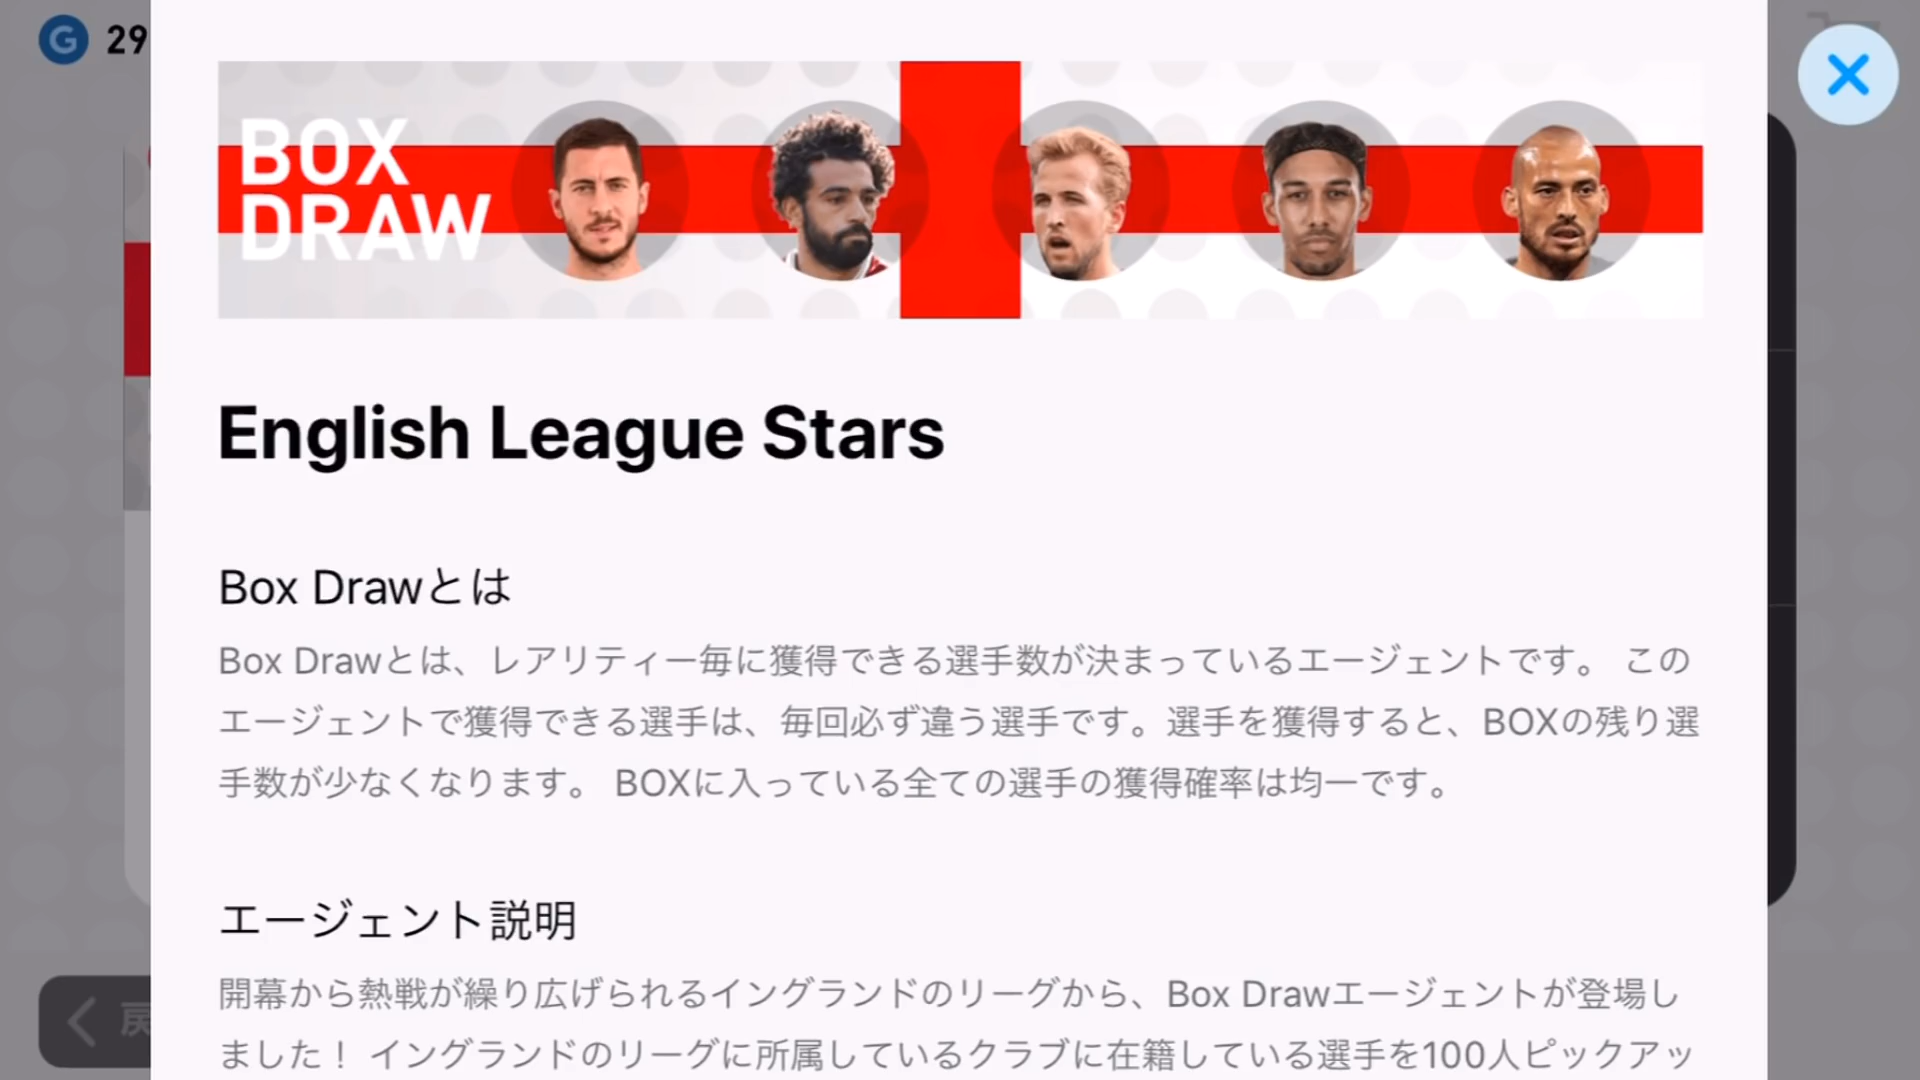 G 29
BOX
DRAW
English League Stars
Box Drawとは
Box Drawとは、レアリティー毎に獲得できる選手数が決まっているエージェントです。 この
エージェントで獲得できる選手は、毎回必ず違う選手です。選手を獲得すると、BOXの残り選
手数が少なくなります。 BOXに入っている全ての選手の獲得確率は均一です。
エージェント説明
開幕から熱戦が繰り広げられるイングランドのリーグから、Box Drawエージェントが登場し
ました！ イングランドのリーグに所属しているクラブに在籍している選手を100人ピックアッ
戻